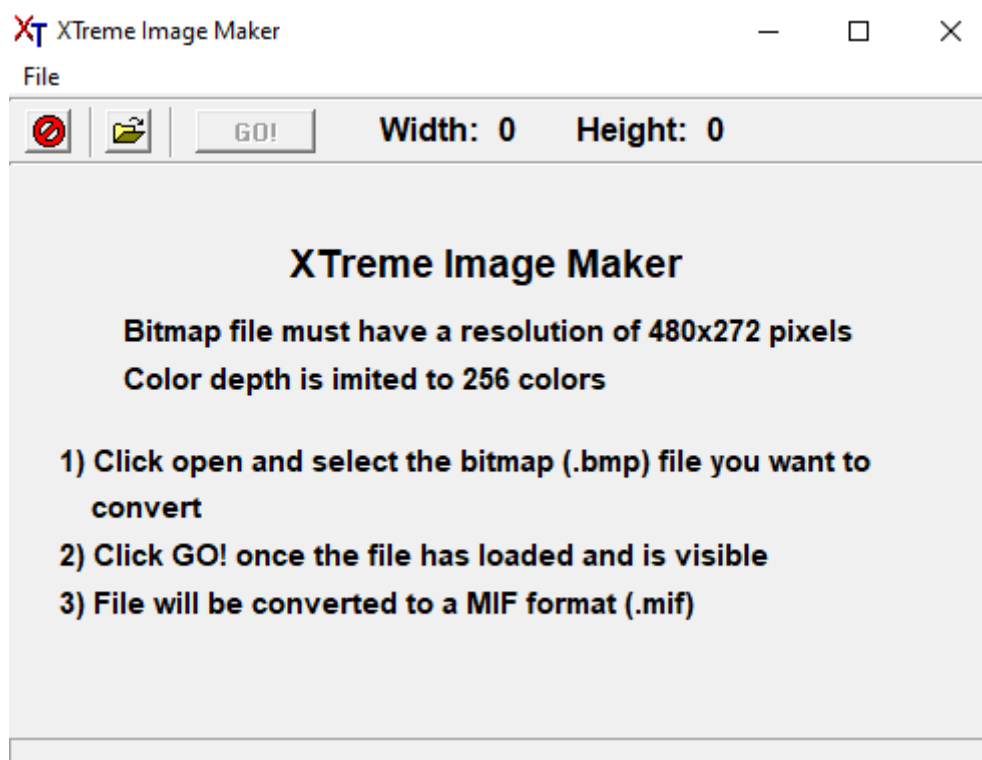 XT XTreme Image Maker
File
GO! Width: 0 Height: 0
XTreme Image Maker
Bitmap file must have a resolution of 480x272 pixels
Color depth is imited to 256 colors
1) Click open and select the bitmap (.bmp) file you want to
convert
2) Click GO! once the file has loaded and is visible
3) File will be converted to a MIF format (.mif)